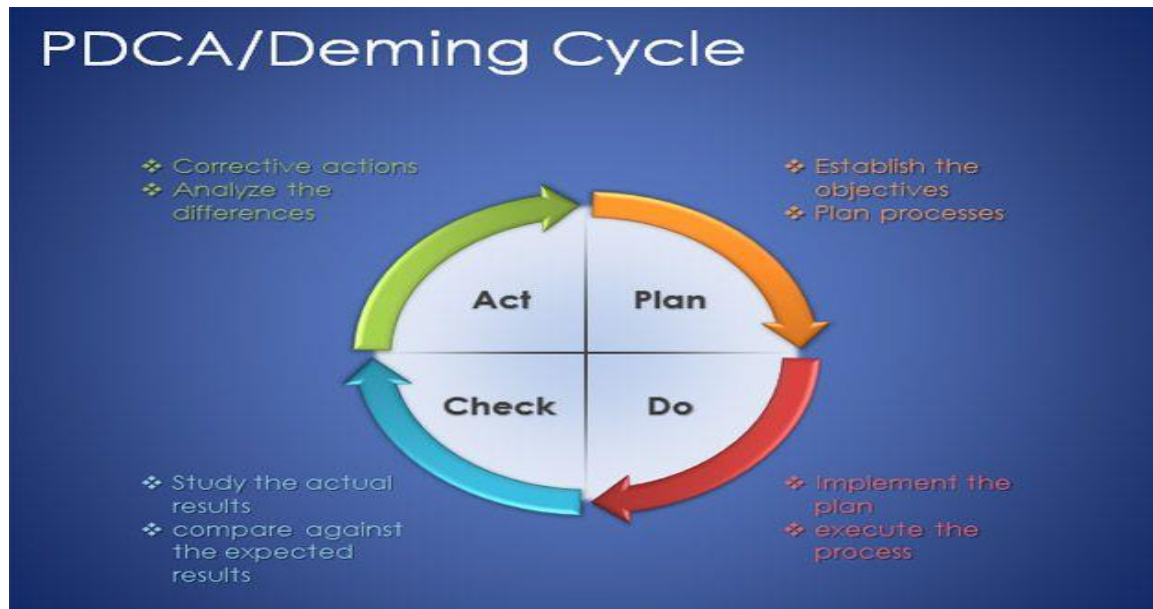 PDCA/Deming Cycle
❖ Corrective actions
❖ Analyze the
differences
❖ Establish the
objectives
❖ Plan processes
Act
Plan
Check
Do
❖ Study the actual
results
❖ compare against
the expected
results
❖ Implement the
plan
❖ execute the
process